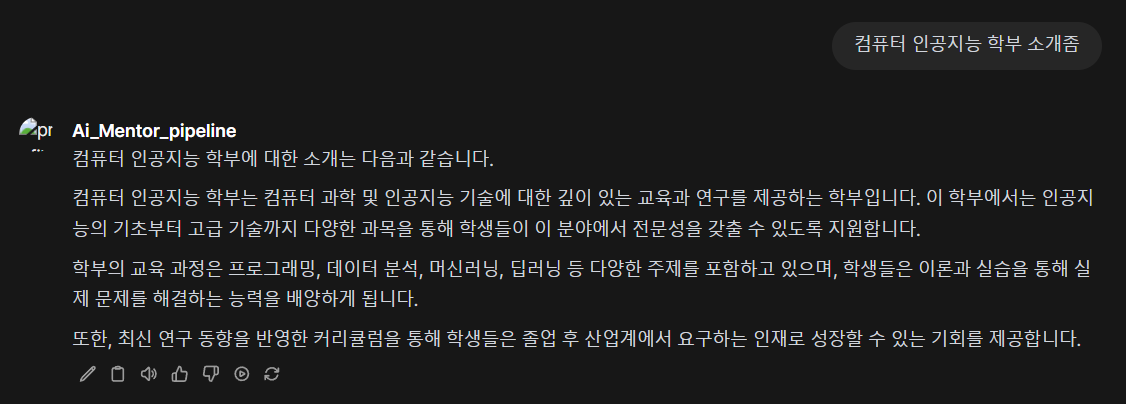 컴퓨터 인공지능 학부 소개좀
Ai_Mentor_pipeline
컴퓨터 인공지능 학부에 대한 소개는 다음과 같습니다.
컴퓨터 인공지능 학부는 컴퓨터 과학 및 인공지능 기술에 대한 깊이 있는 교육과 연구를 제공하는 학부입니다. 이 학부에서는 인공지
능의 기초부터 고급 기술까지 다양한 과목을 통해 학생들이 이 분야에서 전문성을 갖출 수 있도록 지원합니다.
학부의 교육 과정은 프로그래밍, 데이터 분석, 머신러닝, 딥러닝 등 다양한 주제를 포함하고 있으며, 학생들은 이론과 실습을 통해 실
제 문제를 해결하는 능력을 배양하게 됩니다.
또한, 최신 연구 동향을 반영한 커리큘럼을 통해 학생들은 졸업 후 산업계에서 요구하는 인재로 성장할 수 있는 기회를 제공합니다.